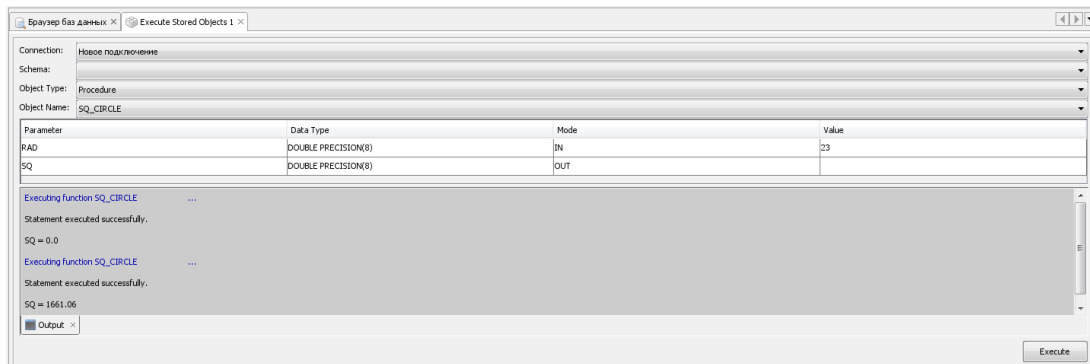 Браузер баз данных × Execute Stored Objects 1 ×
Connection: Новое подключение
Schema:
Object Type: Procedure
Object Name: SQ_CIRCLE
Parameter Data Type Mode Value
RAD DOUBLE PRECISION(8) IN 23
SQ DOUBLE PRECISION(8) OUT
Executing function SQ_CIRCLE ...
Statement executed successfully.
SQ = 0.0
Executing function SQ_CIRCLE ...
Statement executed successfully.
SQ = 1661.06
Output ×
Execute